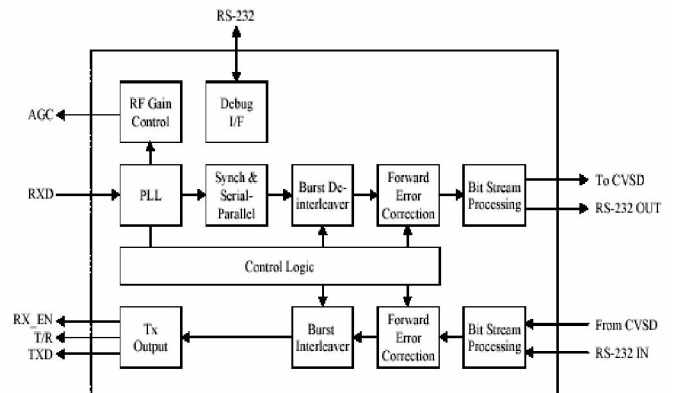 RS-232
AGC
RF Gain
Control
Debug
I/F
RXD
PLL
Synch &
Serial-
Parallel
Burst De-
interleaver
Forward
Error
Correction
Bit Stream
Processing
To CVSD
RS-232 OUT
Control Logic
RX_EN
T/R
TXD
Tx
Output
Burst
Interleaver
Forward
Error
Correction
Bit Stream
Processing
From CVSD
RS-232 IN